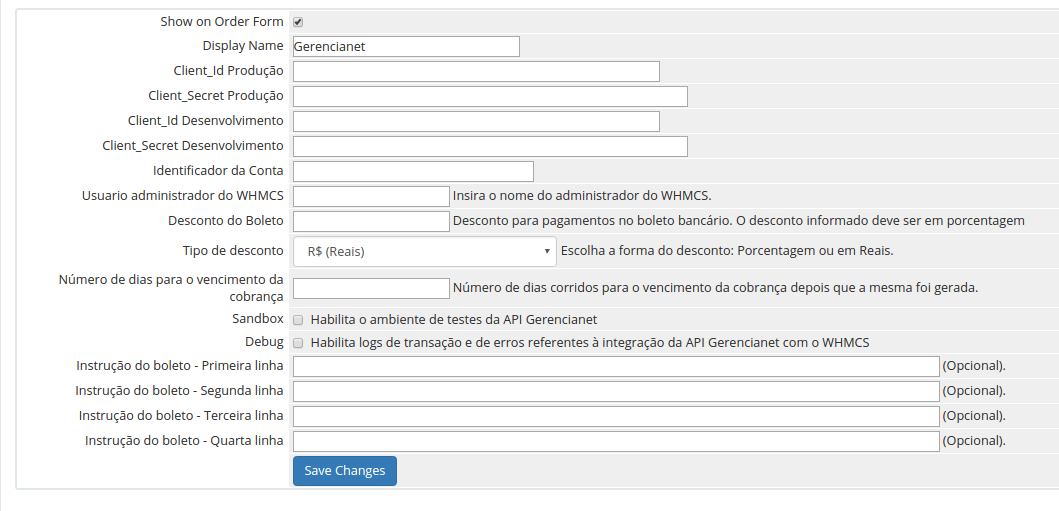 Show on Order Form
Display Name Gerencianet
Client_Id Produção
Client_Secret Produção
Client_Id Desenvolvimento
Client_Secret Desenvolvimento
Identificador da Conta
Usuario administrador do WHMCS Insira o nome do administrador do WHMCS.
Desconto do Boleto Desconto para pagamentos no boleto bancário. O desconto informado deve ser em porcentagem
Tipo de desconto R$ (Reais) Escolha a forma do desconto: Porcentagem ou em Reais.
Número de dias para o vencimento da
cobrança Número de dias corridos para o vencimento da cobrança depois que a mesma foi gerada.
Sandbox Habilita o ambiente de testes da API Gerencianet
Debug Habilita logs de transação e de erros referentes à integração da API Gerencianet com o WHMCS
Instrução do boleto - Primeira linha (Opcional).
Instrução do boleto - Segunda linha (Opcional).
Instrução do boleto - Terceira linha (Opcional).
Instrução do boleto - Quarta linha (Opcional).
Save Changes